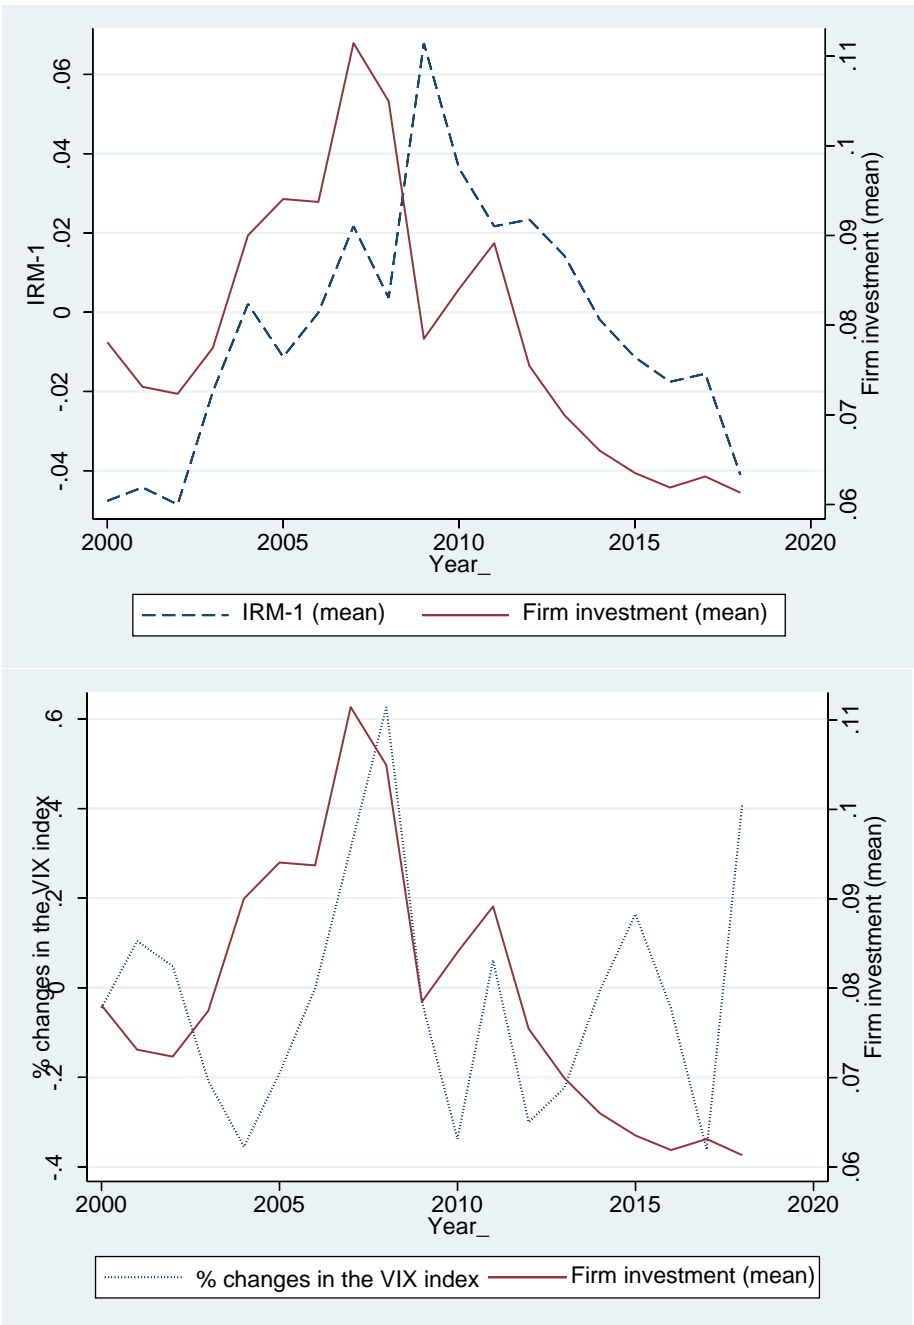 IRM-1
.06
.04
.02
0
-.02
-.04
.11
.1
.09
.08
.07
.06
Firm investment (mean)
2000 2005 2010 2015 2020
Year_
IRM-1 (mean) Firm investment (mean)
% changes in the VIX index
.6
.4
.2
0
-.2
-.4
.11
.1
.09
.08
.07
.06
Firm investment (mean)
2000 2005 2010 2015 2020
Year_
% changes in the VIX index Firm investment (mean)